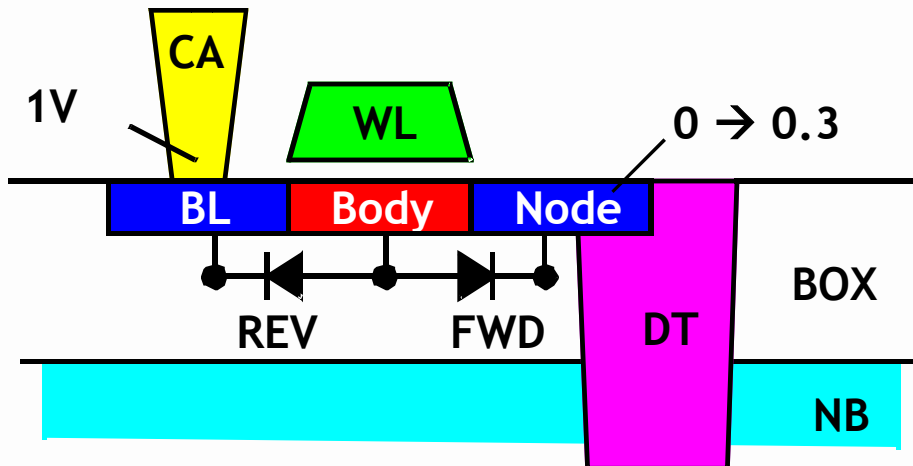 CA
1V
WL
0 → 0.3
BL
Body
Node
BOX
REV
FWD
DT
NB